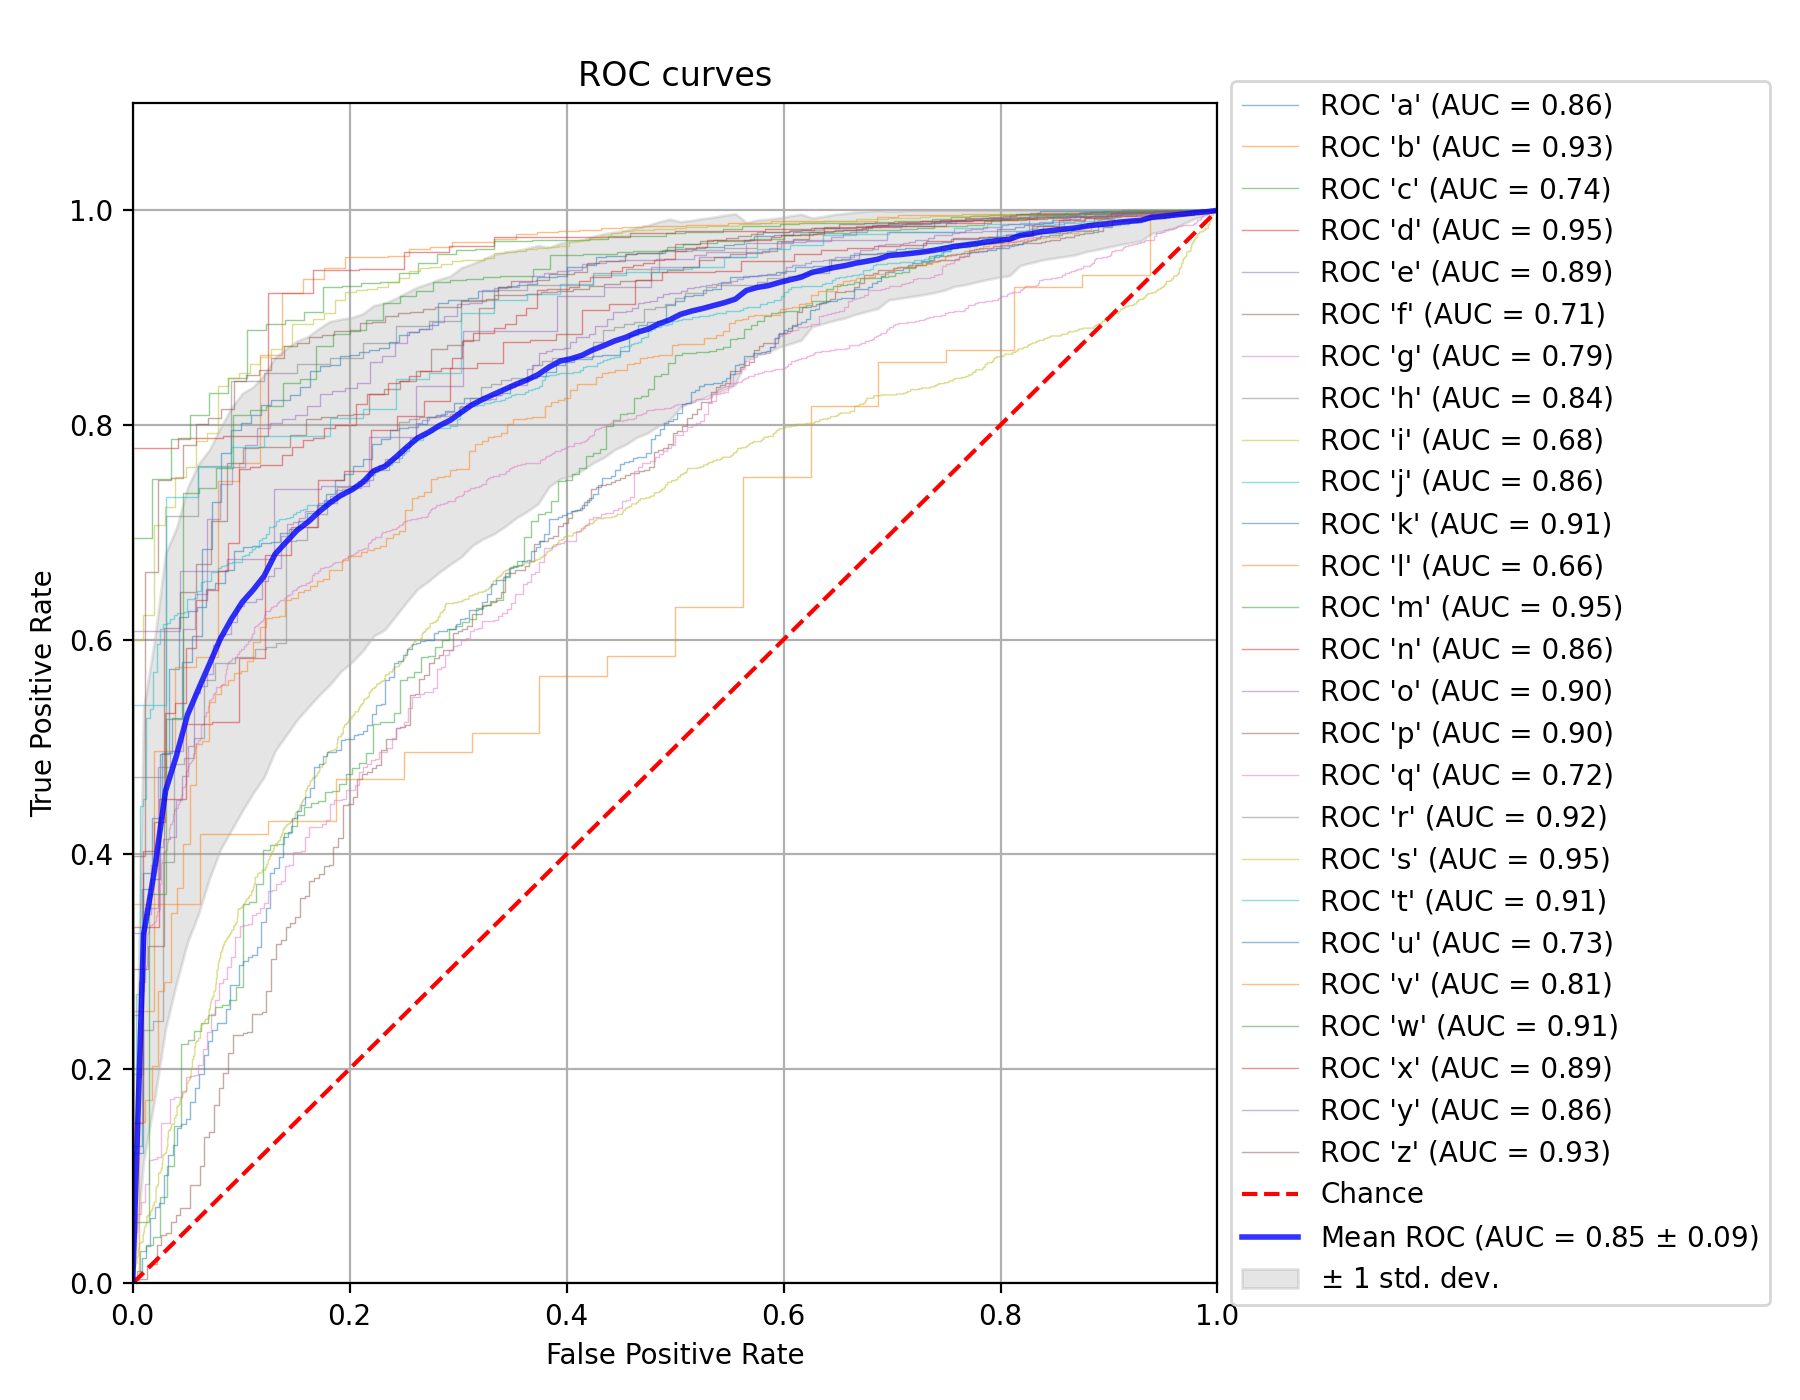 ROC curves
1.0
0.8
0.6
0.4
0.2
0.0
True Positive Rate
0.0 0.2 0.4 0.6 0.8 1.0
False Positive Rate
ROC 'a' (AUC = 0.86)
ROC 'b' (AUC = 0.93)
ROC 'c' (AUC = 0.74)
ROC 'd' (AUC = 0.95)
ROC 'e' (AUC = 0.89)
ROC 'f' (AUC = 0.71)
ROC 'g' (AUC = 0.79)
ROC 'h' (AUC = 0.84)
ROC 'i' (AUC = 0.68)
ROC 'j' (AUC = 0.86)
ROC 'k' (AUC = 0.91)
ROC 'l' (AUC = 0.66)
ROC 'm' (AUC = 0.95)
ROC 'n' (AUC = 0.86)
ROC 'o' (AUC = 0.90)
ROC 'p' (AUC = 0.90)
ROC 'q' (AUC = 0.72)
ROC 'r' (AUC = 0.92)
ROC 's' (AUC = 0.95)
ROC 't' (AUC = 0.91)
ROC 'u' (AUC = 0.73)
ROC 'v' (AUC = 0.81)
ROC 'w' (AUC = 0.91)
ROC 'x' (AUC = 0.89)
ROC 'y' (AUC = 0.86)
ROC 'z' (AUC = 0.93)
Chance
Mean ROC (AUC = 0.85 ± 0.09)
± 1 std. dev.